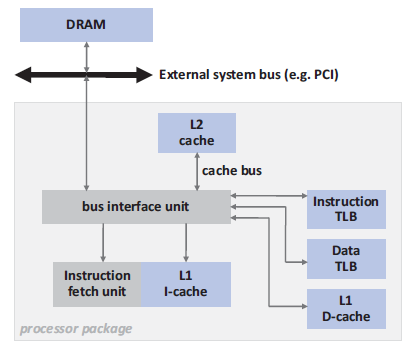 DRAM
External system bus (e.g. PCI)
L2
cache
cache bus
bus interface unit
Instruction
TLB
Data
TLB
Instruction
fetch unit
L1
I-cache
L1
D-cache
processor package